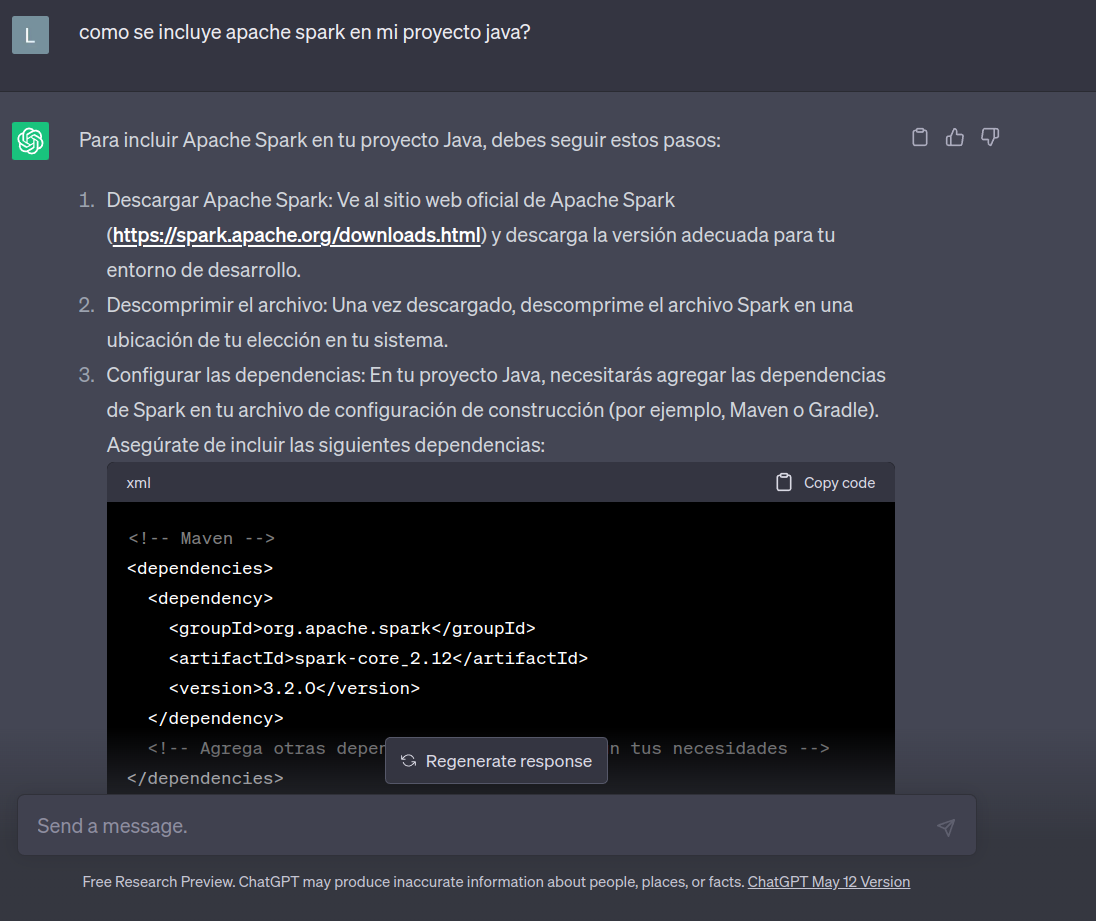 L
como se incluye apache spark en mi proyecto java?
Para incluir Apache Spark en tu proyecto Java, debes seguir estos pasos:
1. Descargar Apache Spark: Ve al sitio web oficial de Apache Spark
(https://spark.apache.org/downloads.html) y descarga la versión adecuada para tu
entorno de desarrollo.
2. Descomprimir el archivo: Una vez descargado, descomprime el archivo Spark en una
ubicación de tu elección en tu sistema.
3. Configurar las dependencias: En tu proyecto Java, necesitarás agregar las dependencias
de Spark en tu archivo de configuración de construcción (por ejemplo, Maven o Gradle).
Asegúrate de incluir las siguientes dependencias:
xml
Copy code
<!-- Maven -->
<dependencies>
<dependency>
<groupId>org.apache.spark</groupId>
<artifactId>spark-core_2.12</artifactId>
<version>3.2.0</version>
</dependency>
<!-- Agrega otras tus necesidades -->
</dependencies>
Regenerate response
Send a message.
Free Research Preview. ChatGPT may produce inaccurate information about people, places, or facts. ChatGPT May 12 Version